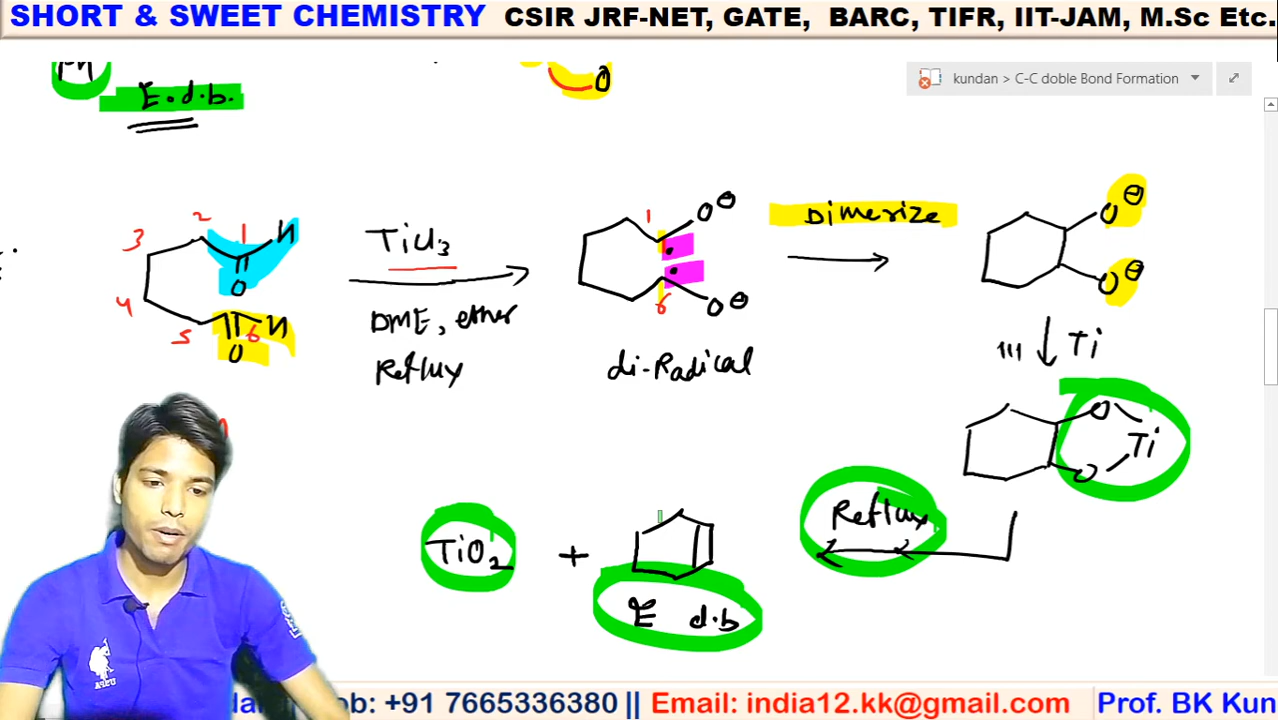 SHORT & SWEET CHEMISTRY CSIR JRF-NET, GATE, BARC, TIFR, IIT-JAM, M.Sc Etc.
kundan > C-C doble Bond Formation
E.d.b.
O
2
1
H
3
O
4
5
6
H
O
TiCl3
DME, ether
Reflux
1
O⊖
6
O⊖
di-Radical
Dimerize
O⊖
O⊖
Ti
O
Ti
O
Reflux
TiO2 +
E d.b
+91 7665336380 || Email: india12.kk@gmail.com Prof. BK Kun